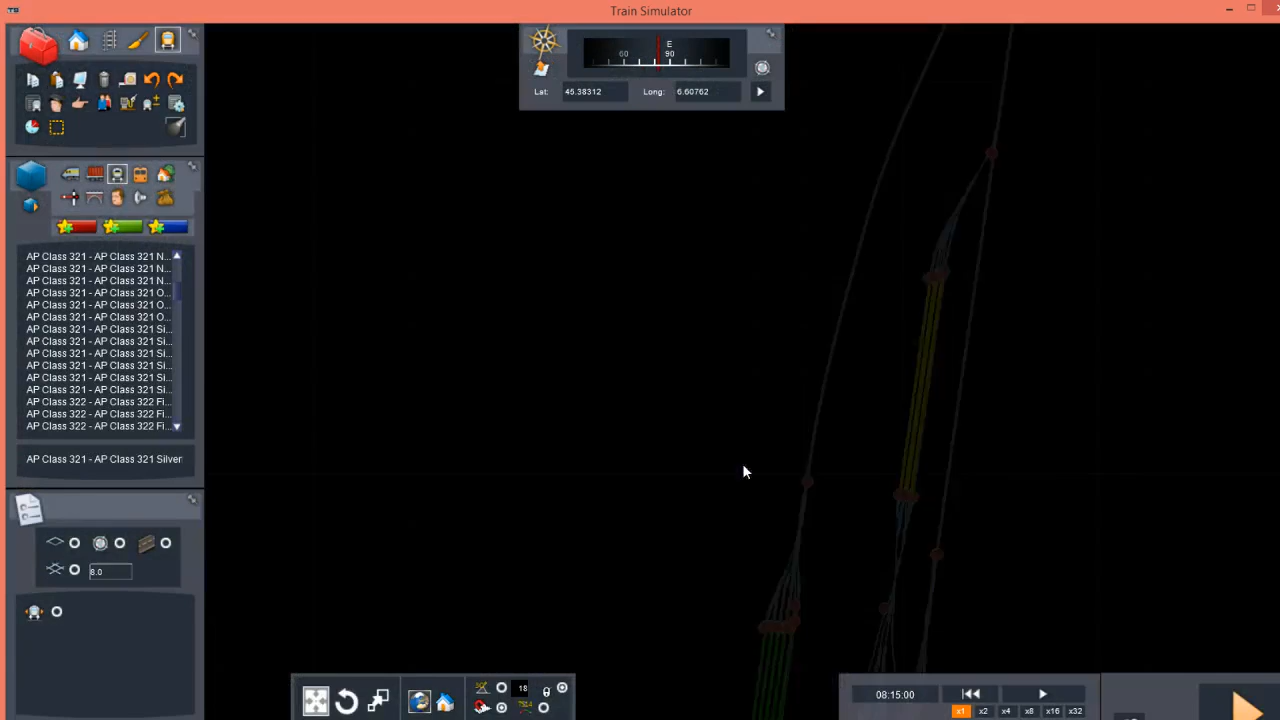 Train Simulator
60
E
90
Lat: 45.38312 Long: 6.60762
AP Class 321 - AP Class 321 N...
AP Class 321 - AP Class 321 N...
AP Class 321 - AP Class 321 N...
AP Class 321 - AP Class 321 O...
AP Class 321 - AP Class 321 O...
AP Class 321 - AP Class 321 O...
AP Class 321 - AP Class 321 Si...
AP Class 321 - AP Class 321 Si...
AP Class 321 - AP Class 321 Si...
AP Class 321 - AP Class 321 Si...
AP Class 321 - AP Class 321 Si...
AP Class 321 - AP Class 321 Si...
AP Class 322 - AP Class 322 Fi...
AP Class 322 - AP Class 322 Fi...
AP Class 322 - AP Class 322 Fi...
AP Class 321 - AP Class 321 Silver
8.0
18
08:15:00
x1 x2 x4 x8 x16 x32